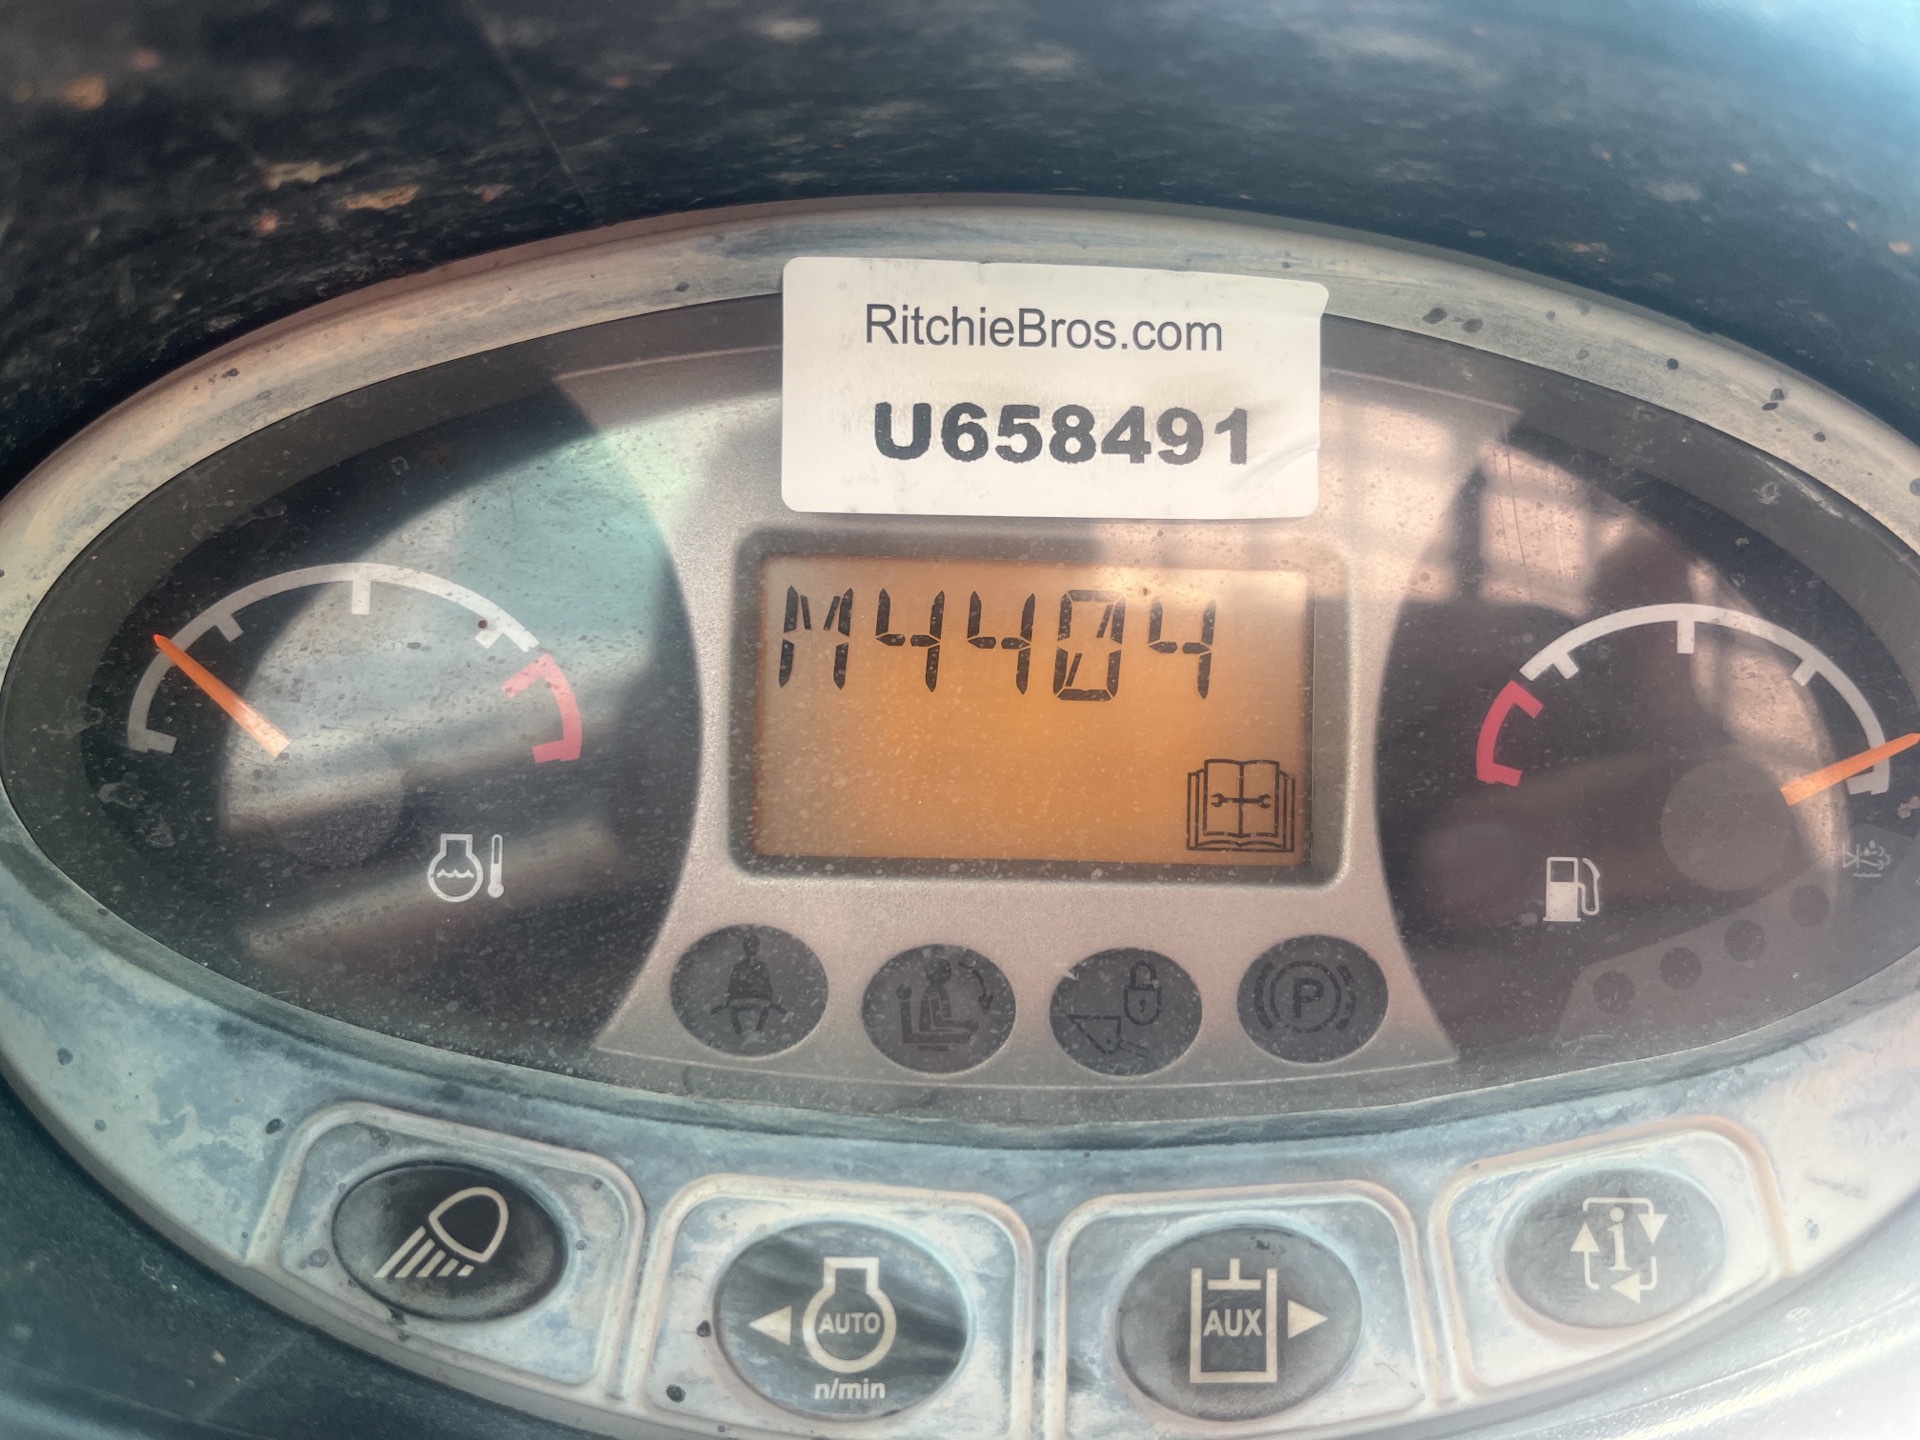 RitchieBros.com
U658491
M4404
P
AUTO
n/min
AUX
i